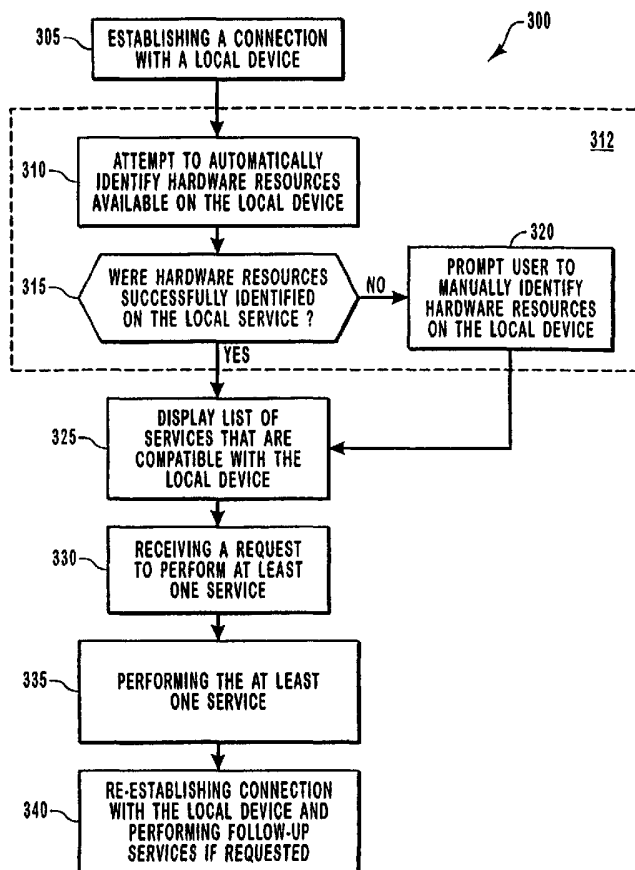 305
ESTABLISHING A CONNECTION
WITH A LOCAL DEVICE
300
312
310
ATTEMPT TO AUTOMATICALLY
IDENTIFY HARDWARE RESOURCES
AVAILABLE ON THE LOCAL DEVICE
315
WERE HARDWARE RESOURCES
SUCCESSFULLY IDENTIFIED
ON THE LOCAL SERVICE ?
NO
YES
320
PROMPT USER TO
MANUALLY IDENTIFY
HARDWARE RESOURCES
ON THE LOCAL DEVICE
325
DISPLAY LIST OF
SERVICES THAT ARE
COMPATIBLE WITH THE
LOCAL DEVICE
330
RECEIVING A REQUEST
TO PERFORM AT LEAST
ONE SERVICE
335
PERFORMING THE AT LEAST
ONE SERVICE
340
RE-ESTABLISHING CONNECTION
WITH THE LOCAL DEVICE AND
PERFORMING FOLLOW-UP
SERVICES IF REQUESTED